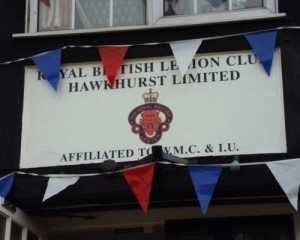 Royal British Legion Club
Hawkhurst Limited
Affiliated to W.M.C. & I.U.